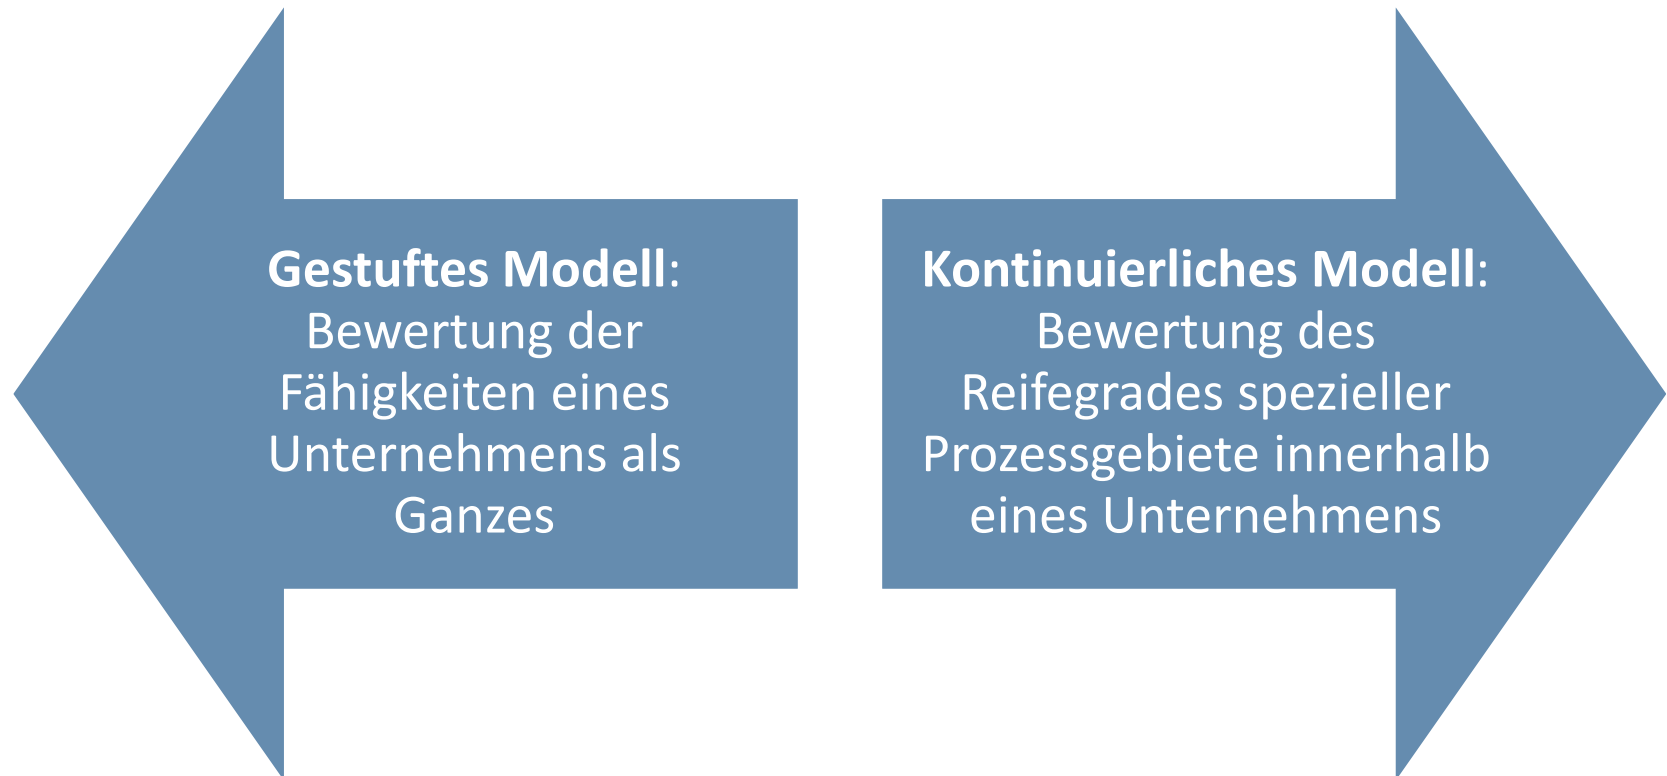 Gestuftes Modell:
Bewertung der
Fähigkeiten eines
Unternehmens als
Ganzes
Kontinuierliches Modell:
Bewertung des
Reifegrades spezieller
Prozessgebiete innerhalb
eines Unternehmens